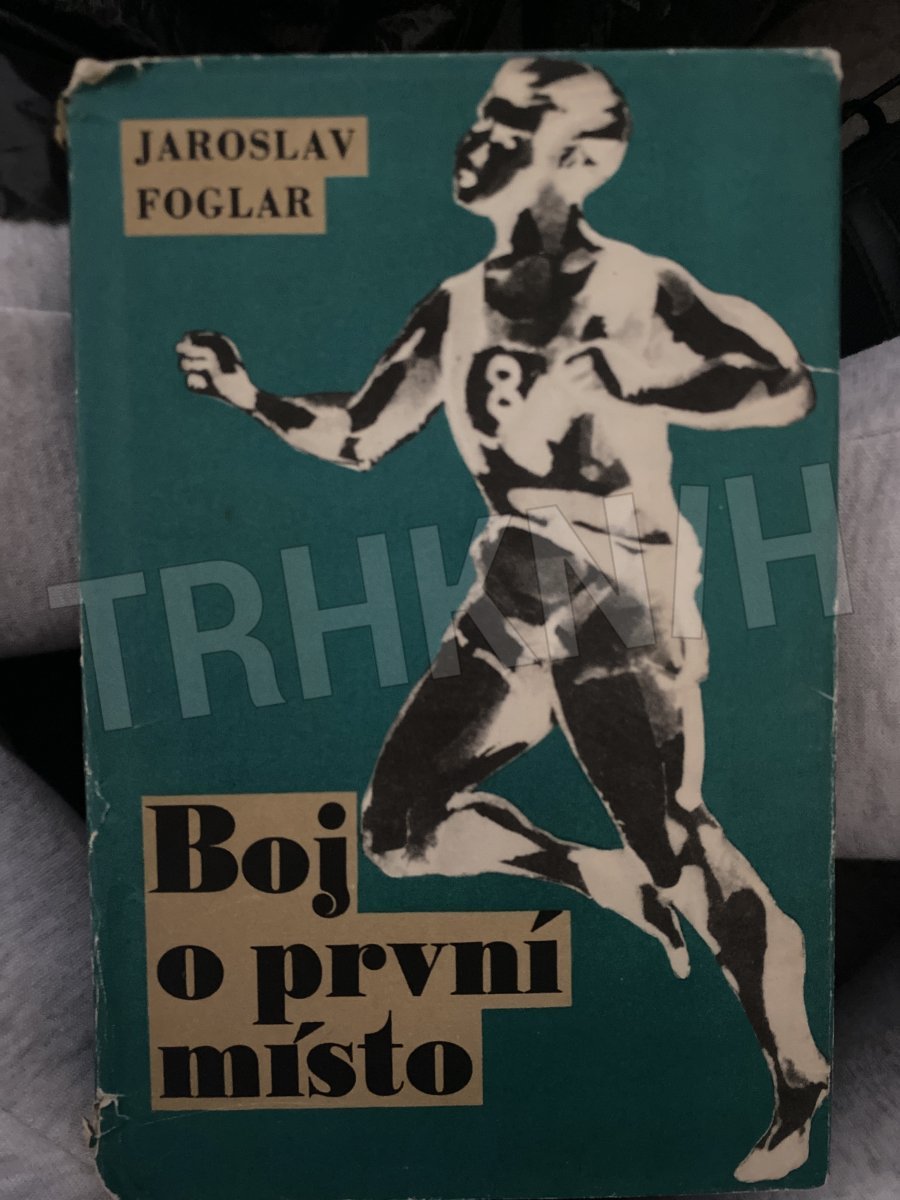 JAROSLAV
FOGLAR
8
TRHKNIH
Boj
o první
místo